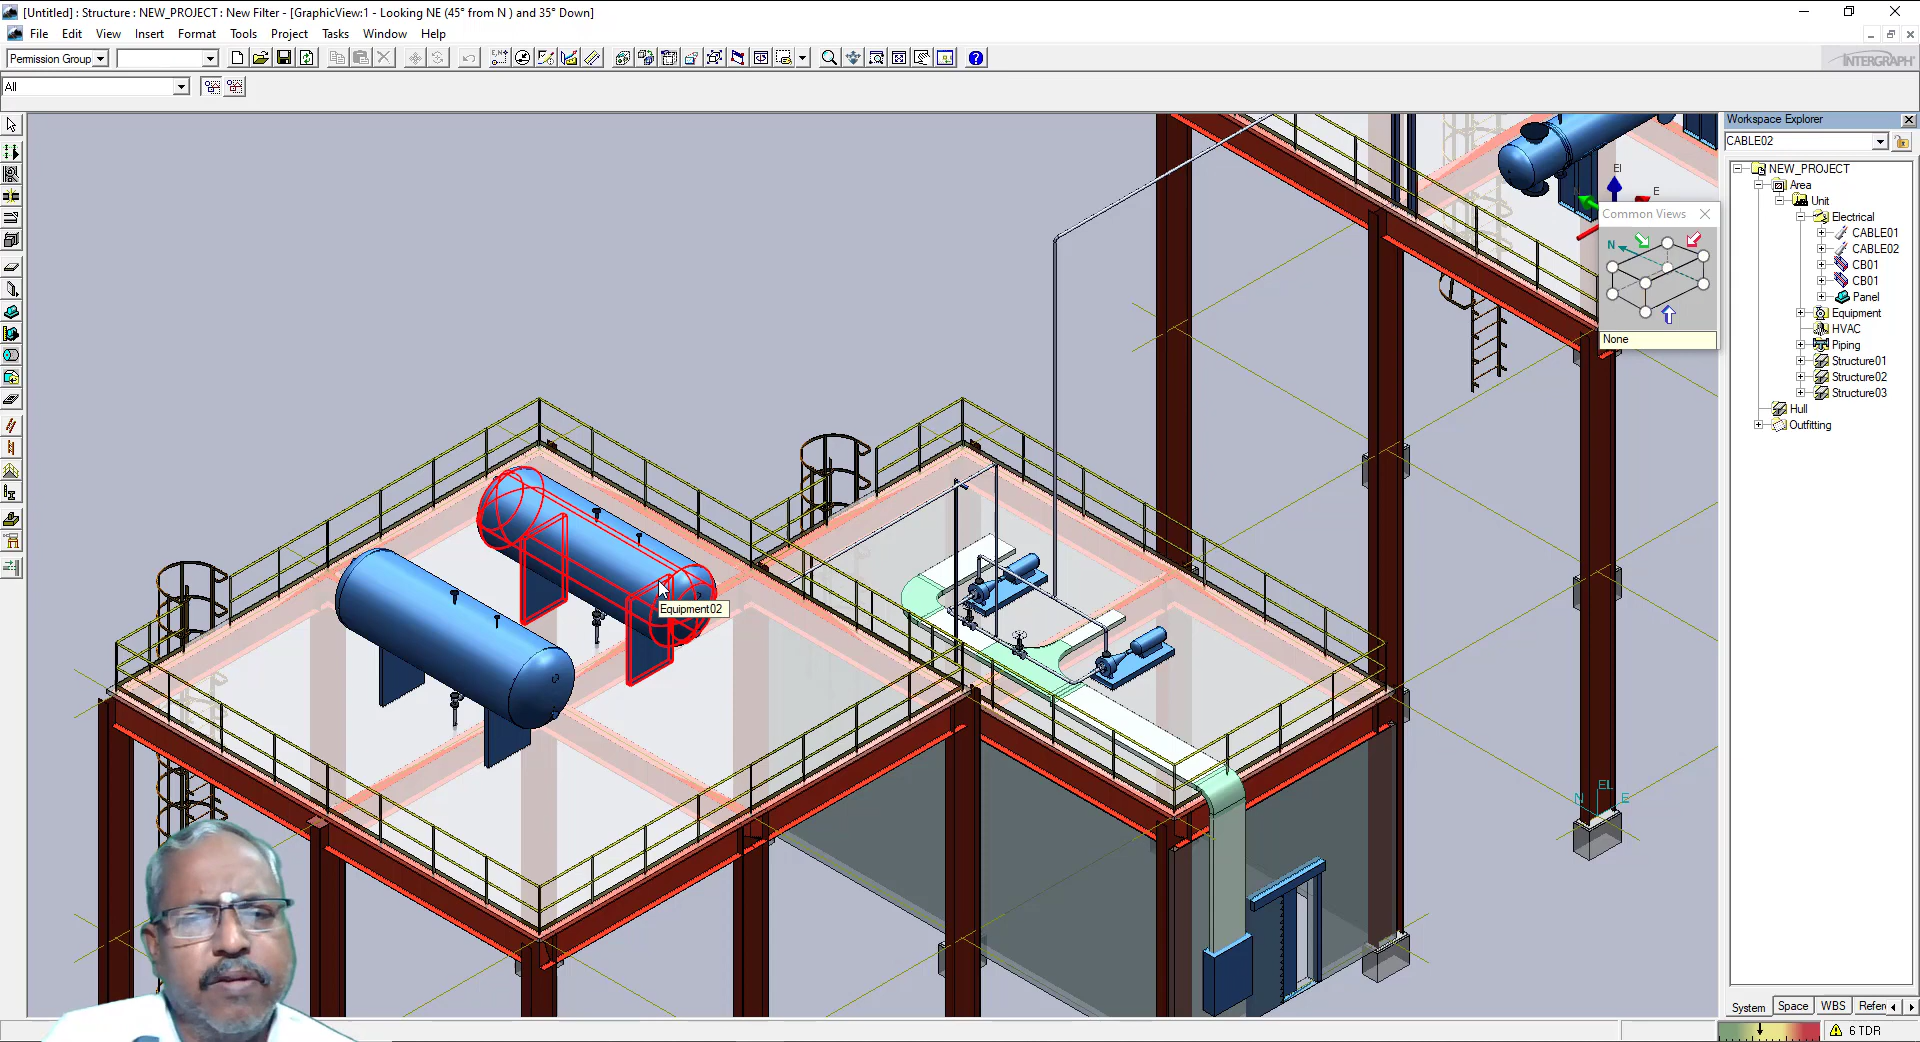 [Untitled] : Structure : NEW_PROJECT : New Filter - [GraphicView:1 - Looking NE (45° from N ) and 35° Down]
File Edit View Insert Format Tools Project Tasks Window Help
Permission Group
INTERGRAPH
All
Workspace Explorer
CABLE02
NEW_PROJECT
Area
Unit
Electrical
CABLE01
CABLE02
CB01
CB01
Panel
Equipment
HVAC
Piping
Structure01
Structure02
Structure03
Hull
Outfitting
El
E
Common Views
N
None
Equipment02
EL
N E
System Space WBS Refer
6 TDR